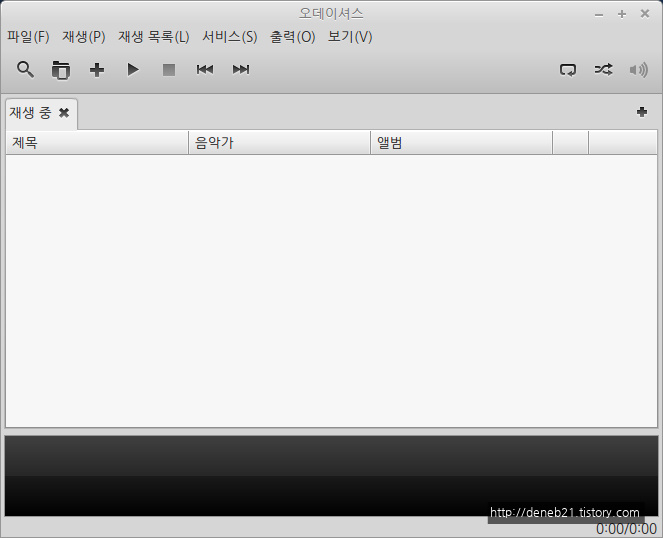 오데이셔스
파일(F) 재생(P) 재생 목록(L) 서비스(S) 출력(O) 보기(V)
재생 중
제목 음악가 앨범
http://deneb21.tistory.com
0:00/0:00